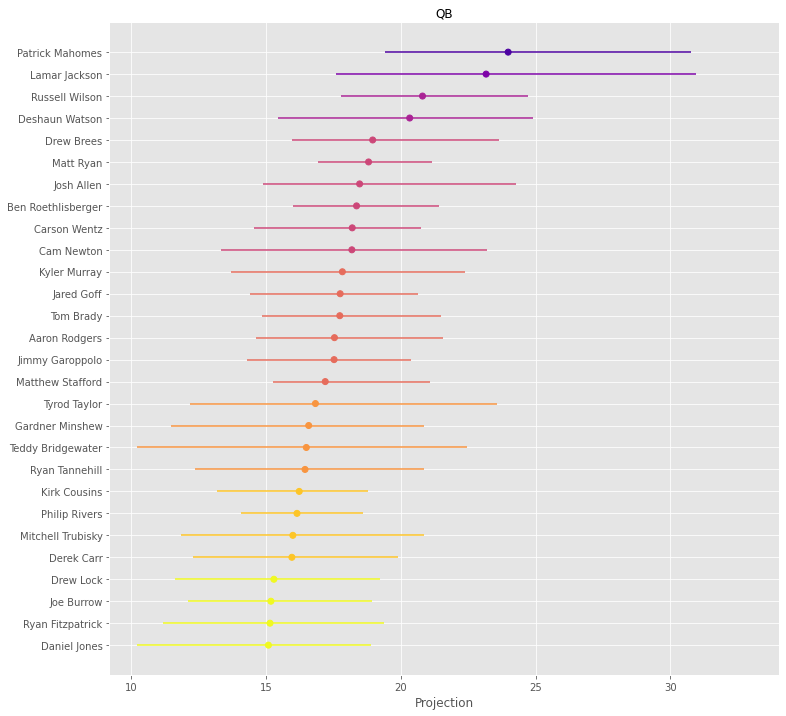 QB
Patrick Mahomes
Lamar Jackson
Russell Wilson
Deshaun Watson
Drew Brees
Matt Ryan
Josh Allen
Ben Roethlisberger
Carson Wentz
Cam Newton
Kyler Murray
Jared Goff
Tom Brady
Aaron Rodgers
Jimmy Garoppolo
Matthew Stafford
Tyrod Taylor
Gardner Minshew
Teddy Bridgewater
Ryan Tannehill
Kirk Cousins
Philip Rivers
Mitchell Trubisky
Derek Carr
Drew Lock
Joe Burrow
Ryan Fitzpatrick
Daniel Jones
10 15 20 25 30
Projection